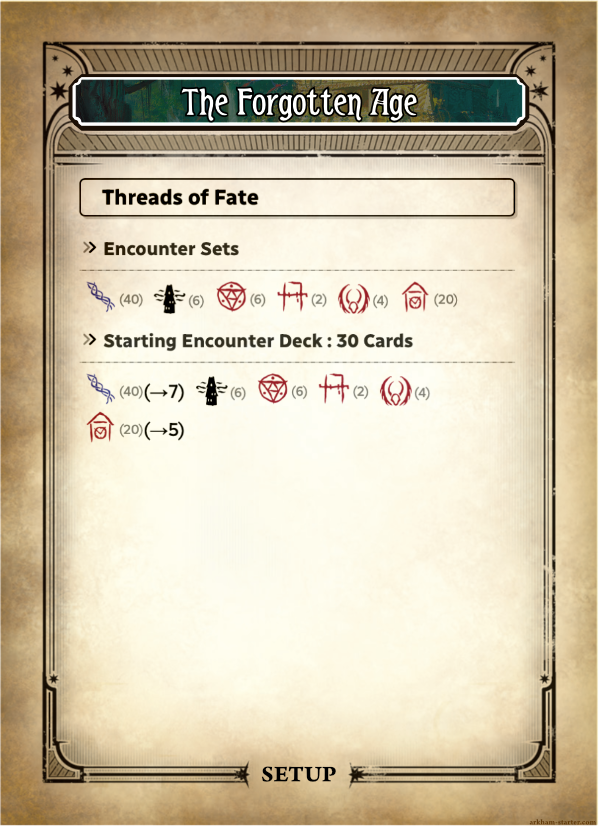 The Forgotten Age
Threads of Fate
» Encounter Sets
(40) (6) (6) (2) (4) (20)
» Starting Encounter Deck : 30 Cards
(40)(→7) (6) (6) (2) (4)
(20)(→5)
SETUP
arkham-starter.com